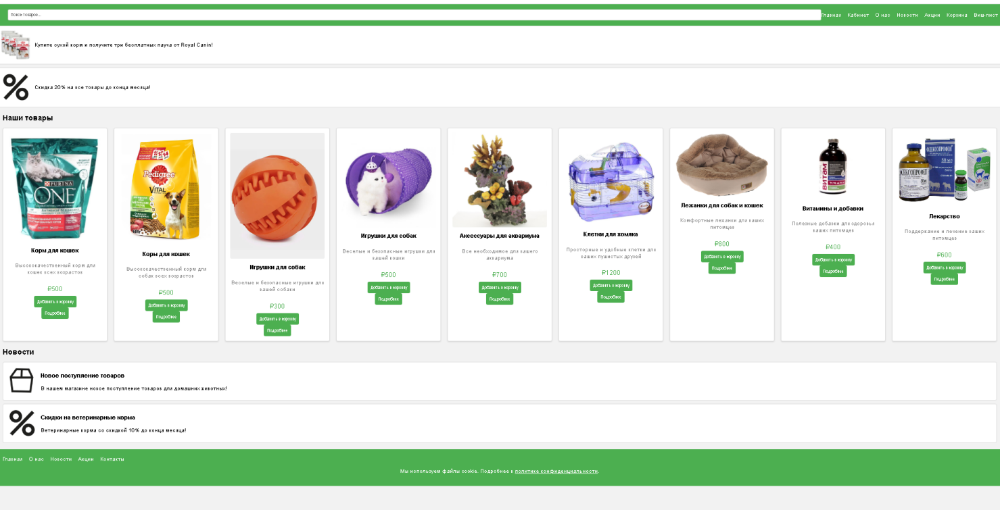 Поиск товаров...
Главная Кабинет О нас Новости Акции Корзина Виш-лист
Купите сухой корм и получите три бесплатных пауча от Royal Canin!
Скидка 20% на все товары до конца месяца!
Наши товары
PURINA
ONE
Корм для кошек
Высококачественный корм для
кошек всех возрастов
₽500
Добавить в корзину
Подробнее
Pedigree
VITAL
Корм для кошек
Высококачественный корм для
собак всех возрастов
₽500
Добавить в корзину
Подробнее
Игрушки для собак
Веселые и безопасные игрушки для
вашей собаки
₽300
Добавить в корзину
Подробнее
Игрушки для собак
Веселые и безопасные игрушки для
вашей кошки
₽500
Добавить в корзину
Подробнее
Аксессуары для аквариума
Все необходимое для вашего
аквариума
₽700
Добавить в корзину
Подробнее
Клетки для хомяка
Просторные и удобные клетки для
ваших пушистых друзей
₽1200
Добавить в корзину
Подробнее
Лежанки для собак и кошек
Комфортные лежанки для ваших
питомцев
₽800
Добавить в корзину
Подробнее
ВИТАМ
Витамины и добавки
Полезные добавки для здоровья
ваших питомцев
₽400
Добавить в корзину
Подробнее
ФЛЕКСОПРОФЕН
Лекарство
Поддержание и лечение ваших
питомцев
₽600
Добавить в корзину
Подробнее
Новости
Новое поступление товаров
В нашем магазине новое поступление товаров для домашних животных!
Скидки на ветеринарные корма
Ветеринарные корма со скидкой 10% до конца месяца!
Главная О нас Новости Акции Контакты
Мы используем файлы cookie. Подробнее в политике конфиденциальности.